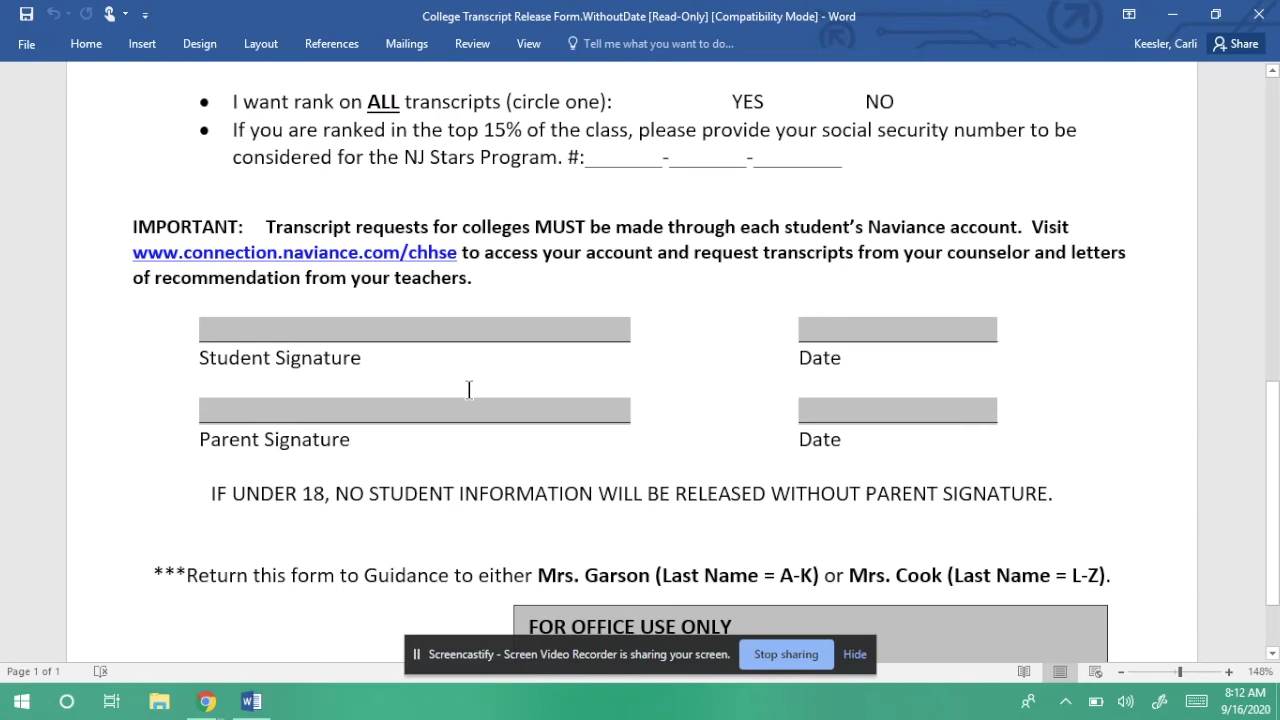 College Transcript Release Form.WithoutDate [Read-Only] [Compatibility Mode] - Word
File Home Insert Design Layout References Mailings Review View Tell me what you want to do... Keesler, Carli Share
• I want rank on ALL transcripts (circle one): YES NO
• If you are ranked in the top 15% of the class, please provide your social security number to be
considered for the NJ Stars Program. #:_______-_______-________
IMPORTANT: Transcript requests for colleges MUST be made through each student’s Naviance account. Visit
www.connection.naviance.com/chhse to access your account and request transcripts from your counselor and letters
of recommendation from your teachers.
Student Signature Date
Parent Signature Date
IF UNDER 18, NO STUDENT INFORMATION WILL BE RELEASED WITHOUT PARENT SIGNATURE.
***Return this form to Guidance to either Mrs. Garson (Last Name = A-K) or Mrs. Cook (Last Name = L-Z).
FOR OFFICE USE ONLY
Screencastify - Screen Video Recorder is sharing your screen. Stop sharing Hide
Page 1 of 1 148%
8:12 AM
9/16/2020